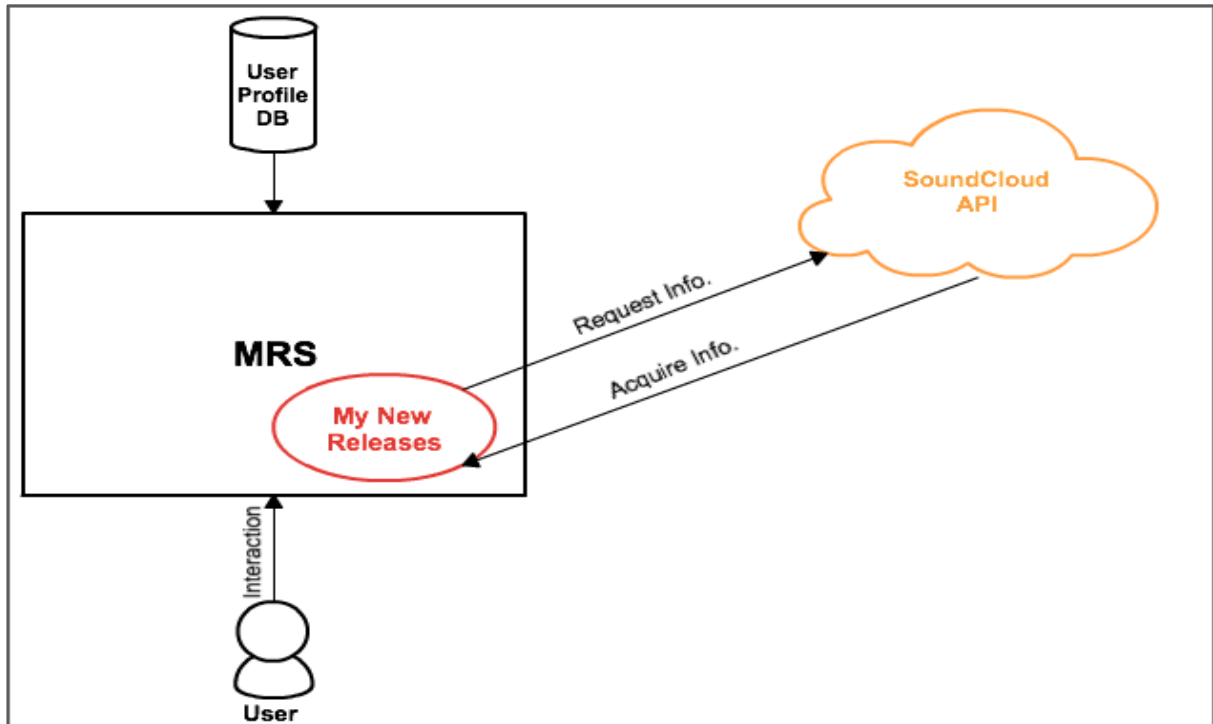 User
Profile
DB
SoundCloud
API
Request Info.
Acquire Info.
MRS
My New
Releases
Interaction
User